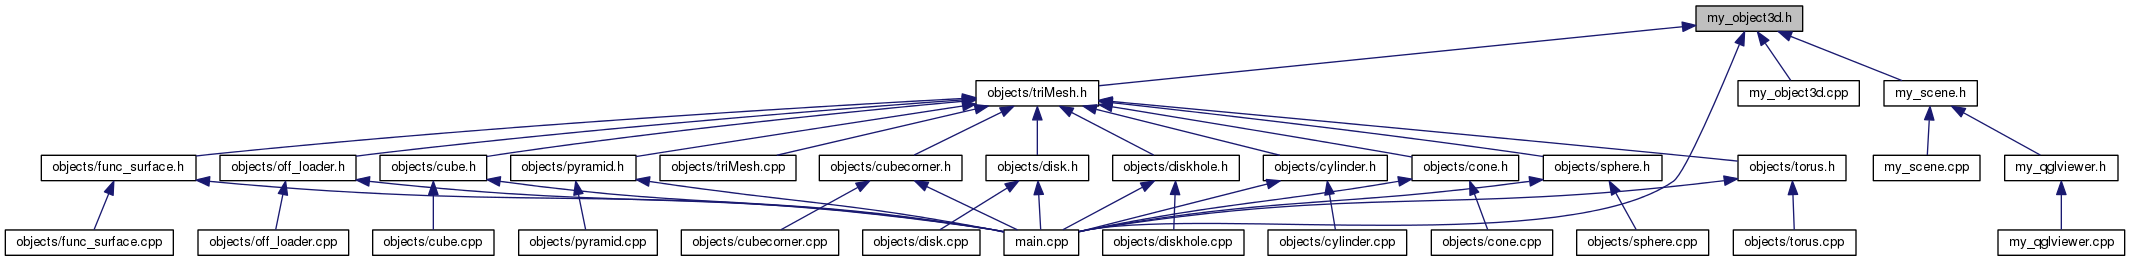 my_object3d.h
objects/triMesh.h
my_object3d.cpp
my_scene.h
objects/func_surface.h
objects/off_loader.h
objects/cube.h
objects/pyramid.h
objects/triMesh.cpp
objects/cubecorner.h
objects/disk.h
objects/diskhole.h
objects/cylinder.h
objects/cone.h
objects/sphere.h
objects/torus.h
my_scene.cpp
my_qglviewer.h
objects/func_surface.cpp
objects/off_loader.cpp
objects/cube.cpp
objects/pyramid.cpp
objects/cubecorner.cpp
objects/disk.cpp
main.cpp
objects/diskhole.cpp
objects/cylinder.cpp
objects/cone.cpp
objects/sphere.cpp
objects/torus.cpp
my_qglviewer.cpp